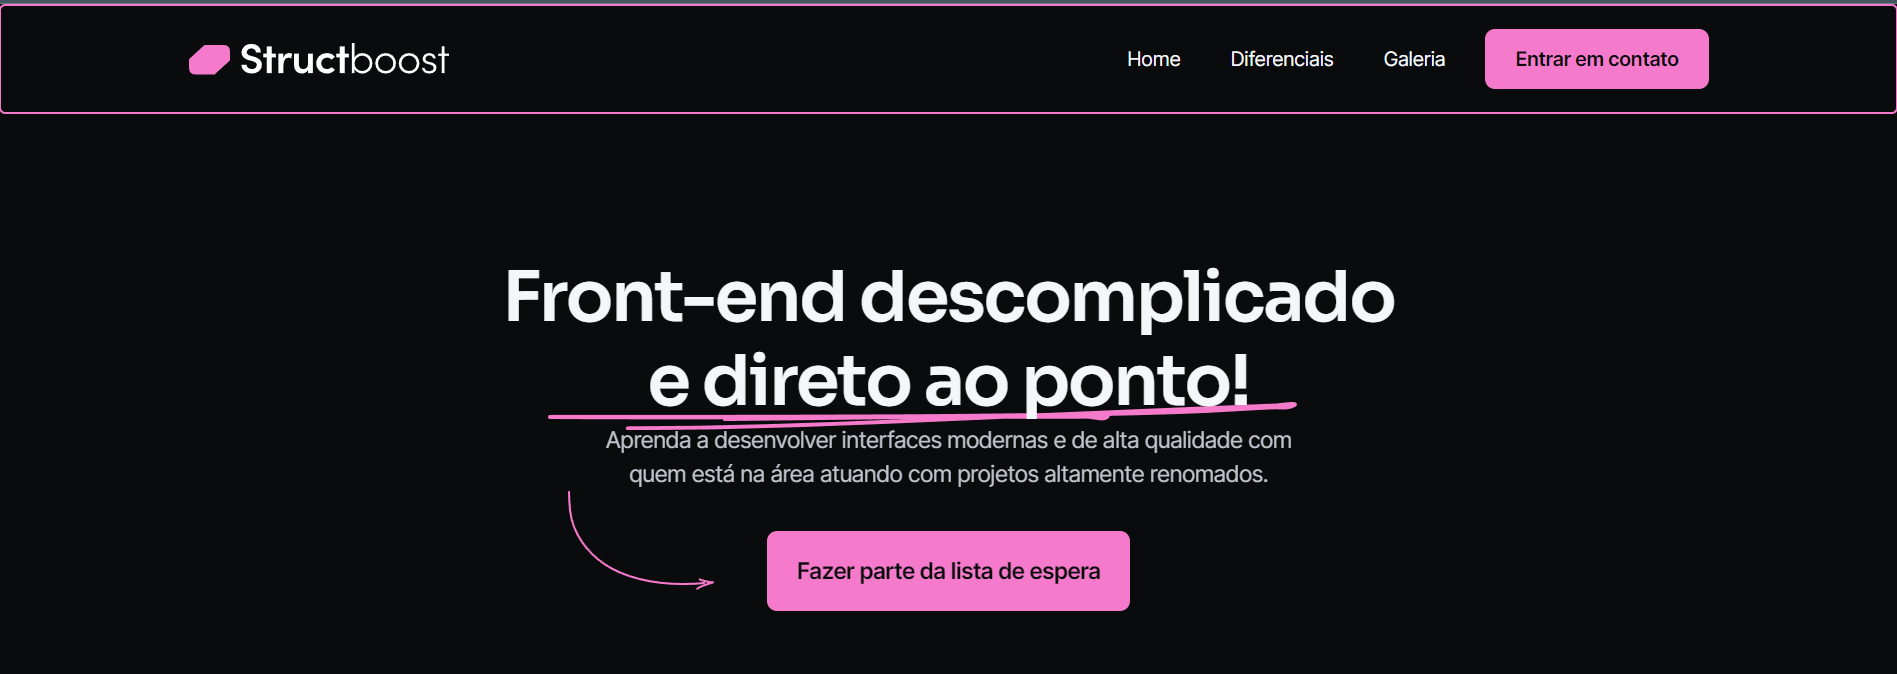 Structboost
Home
Diferenciais
Galeria
Entrar em contato
Front-end descomplicado
e direto ao ponto!
Aprenda a desenvolver interfaces modernas e de alta qualidade com
quem está na área atuando com projetos altamente renomados.
Fazer parte da lista de espera